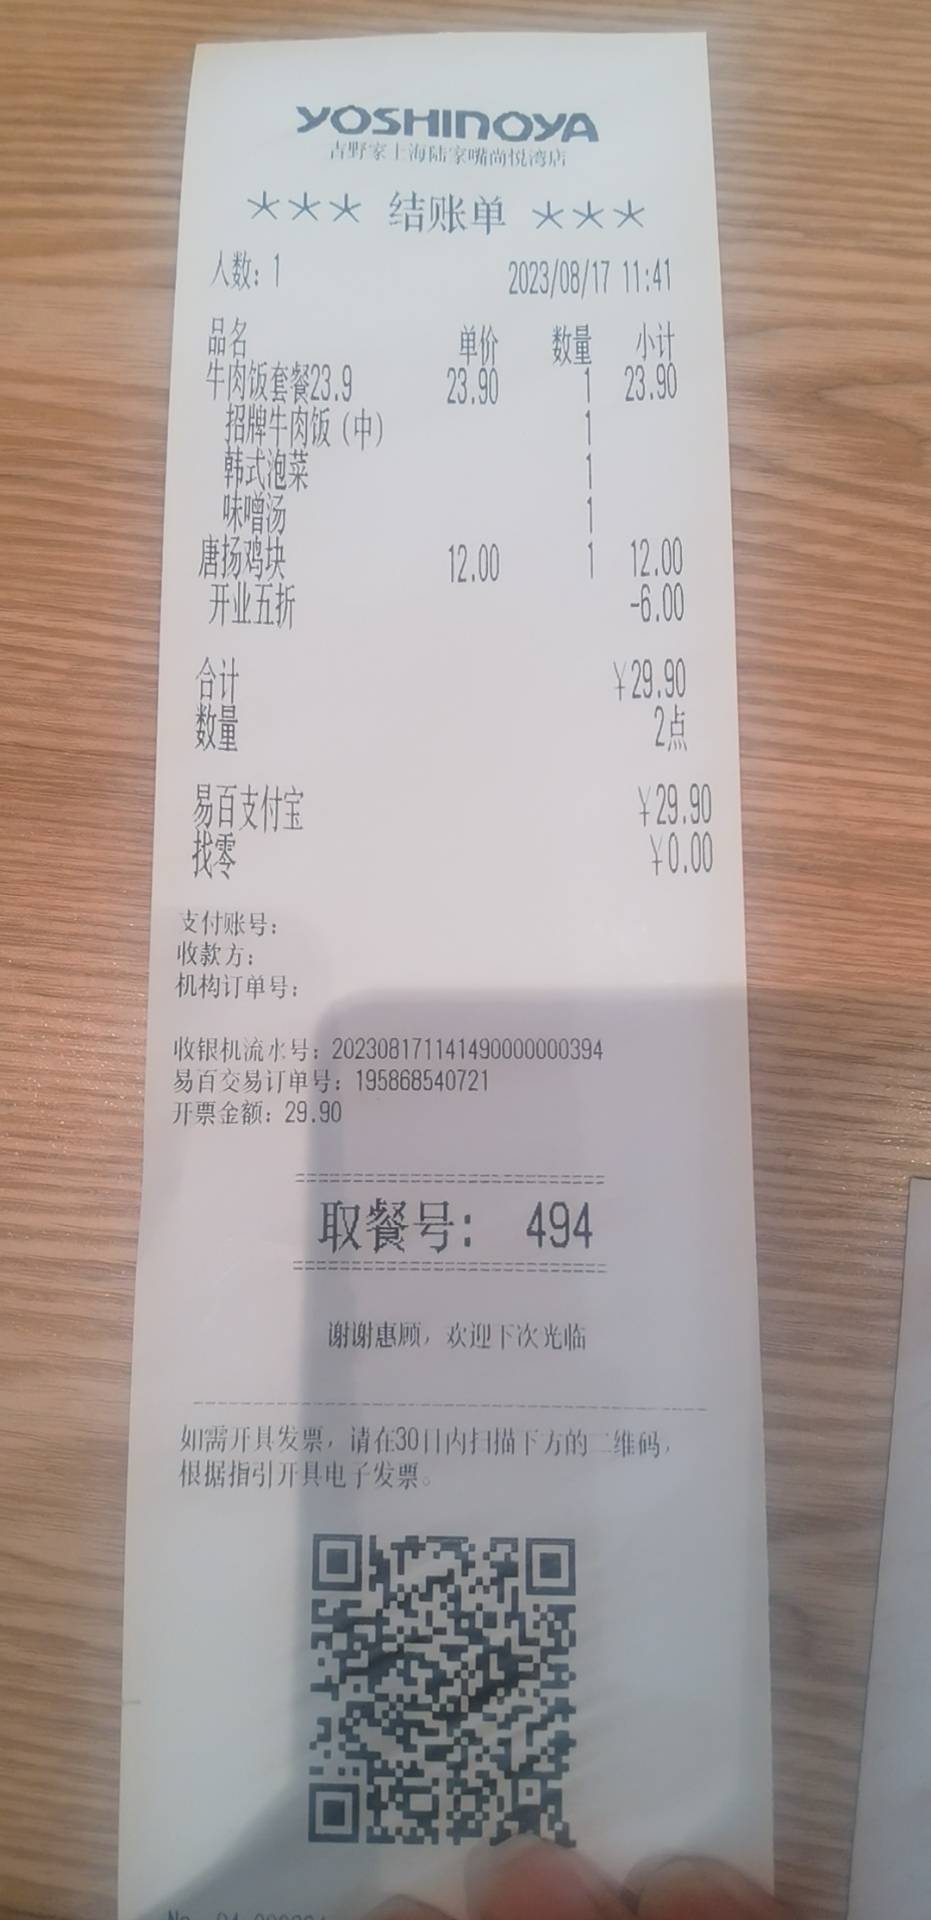 YOSHINOYA
吉野家上海陆家嘴尚悦湾店
*** 结账单 ***
人数：1 2023/08/17 11:41
品名 单价 数量 小计
牛肉饭套餐23.9 23.90 1 23.90
招牌牛肉饭（中） 1
韩式泡菜 1
味噌汤 1
唐扬鸡块 12.00 1 12.00
开业五折 -6.00
合计 ¥29.90
数量 2点
易百支付宝 ¥29.90
找零 ¥0.00
支付账号：
收款方：
机构订单号：
收银机流水号：20230817114149000000​0394
易百交易订单号：195868540721
开票金额：29.90
取餐号： 494
谢谢惠顾，欢迎下次光临
如需开具发票，请在30日内扫描下方的二维码，
根据指引开具电子发票。